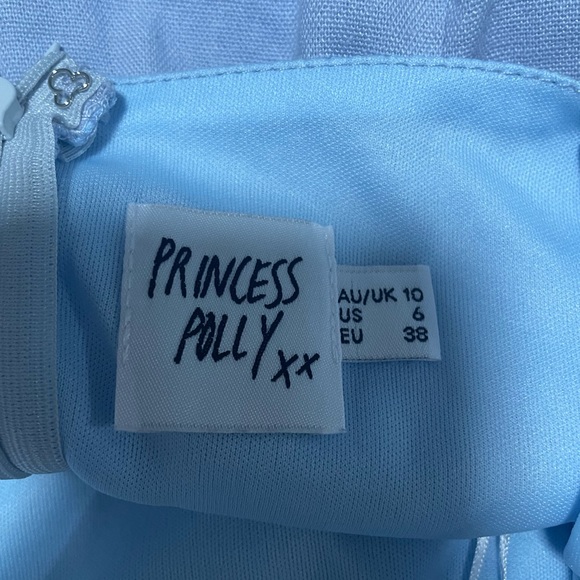 PRINCESS
POLLY xx
AU/UK 10
US 6
EU 38